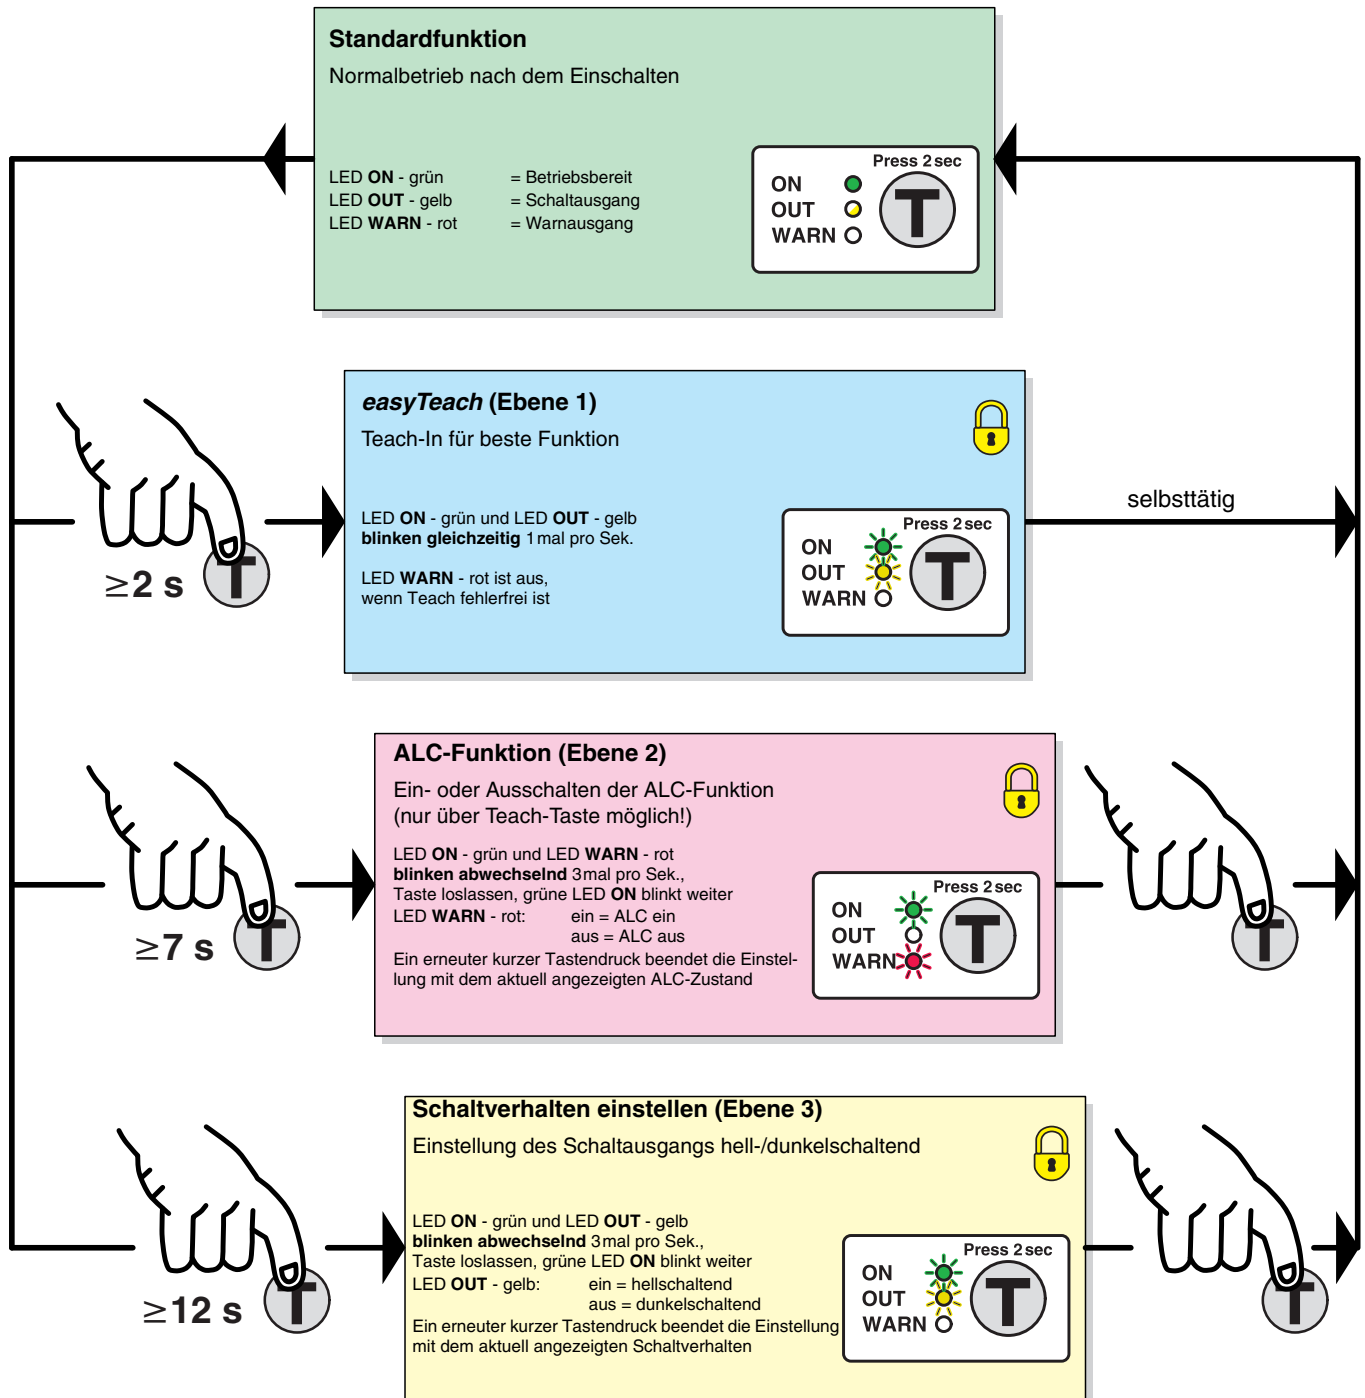 Standardfunktion
Normalbetrieb nach dem Einschalten
LED ON - grün = Betriebsbereit
LED OUT - gelb = Schaltausgang
LED WARN - rot = Warnausgang
Press 2 sec
ON
OUT
WARN
T
easyTeach (Ebene 1)
Teach-In für beste Funktion
LED ON - grün und LED OUT - gelb
blinken gleichzeitig 1mal pro Sek.
LED WARN - rot ist aus,
wenn Teach fehlerfrei ist
Press 2 sec
ON
OUT
WARN
T
≥2 s
T
selbsttätig
ALC-Funktion (Ebene 2)
Ein- oder Ausschalten der ALC-Funktion
(nur über Teach-Taste möglich!)
LED ON - grün und LED WARN - rot
blinken abwechselnd 3mal pro Sek.,
Taste loslassen, grüne LED ON blinkt weiter
LED WARN - rot: ein = ALC ein
aus = ALC aus
Ein erneuter kurzer Tastendruck beendet die Einstel-
lung mit dem aktuell angezeigten ALC-Zustand
Press 2 sec
ON
OUT
WARN
T
≥7 s
T
T
Schaltverhalten einstellen (Ebene 3)
Einstellung des Schaltausgangs hell-/dunkelschaltend
LED ON - grün und LED OUT - gelb
blinken abwechselnd 3mal pro Sek.,
Taste loslassen, grüne LED ON blinkt weiter
LED OUT - gelb: ein = hellschaltend
aus = dunkelschaltend
Ein erneuter kurzer Tastendruck beendet die Einstellung
mit dem aktuell angezeigten Schaltverhalten
Press 2 sec
ON
OUT
WARN
T
≥12 s
T
T